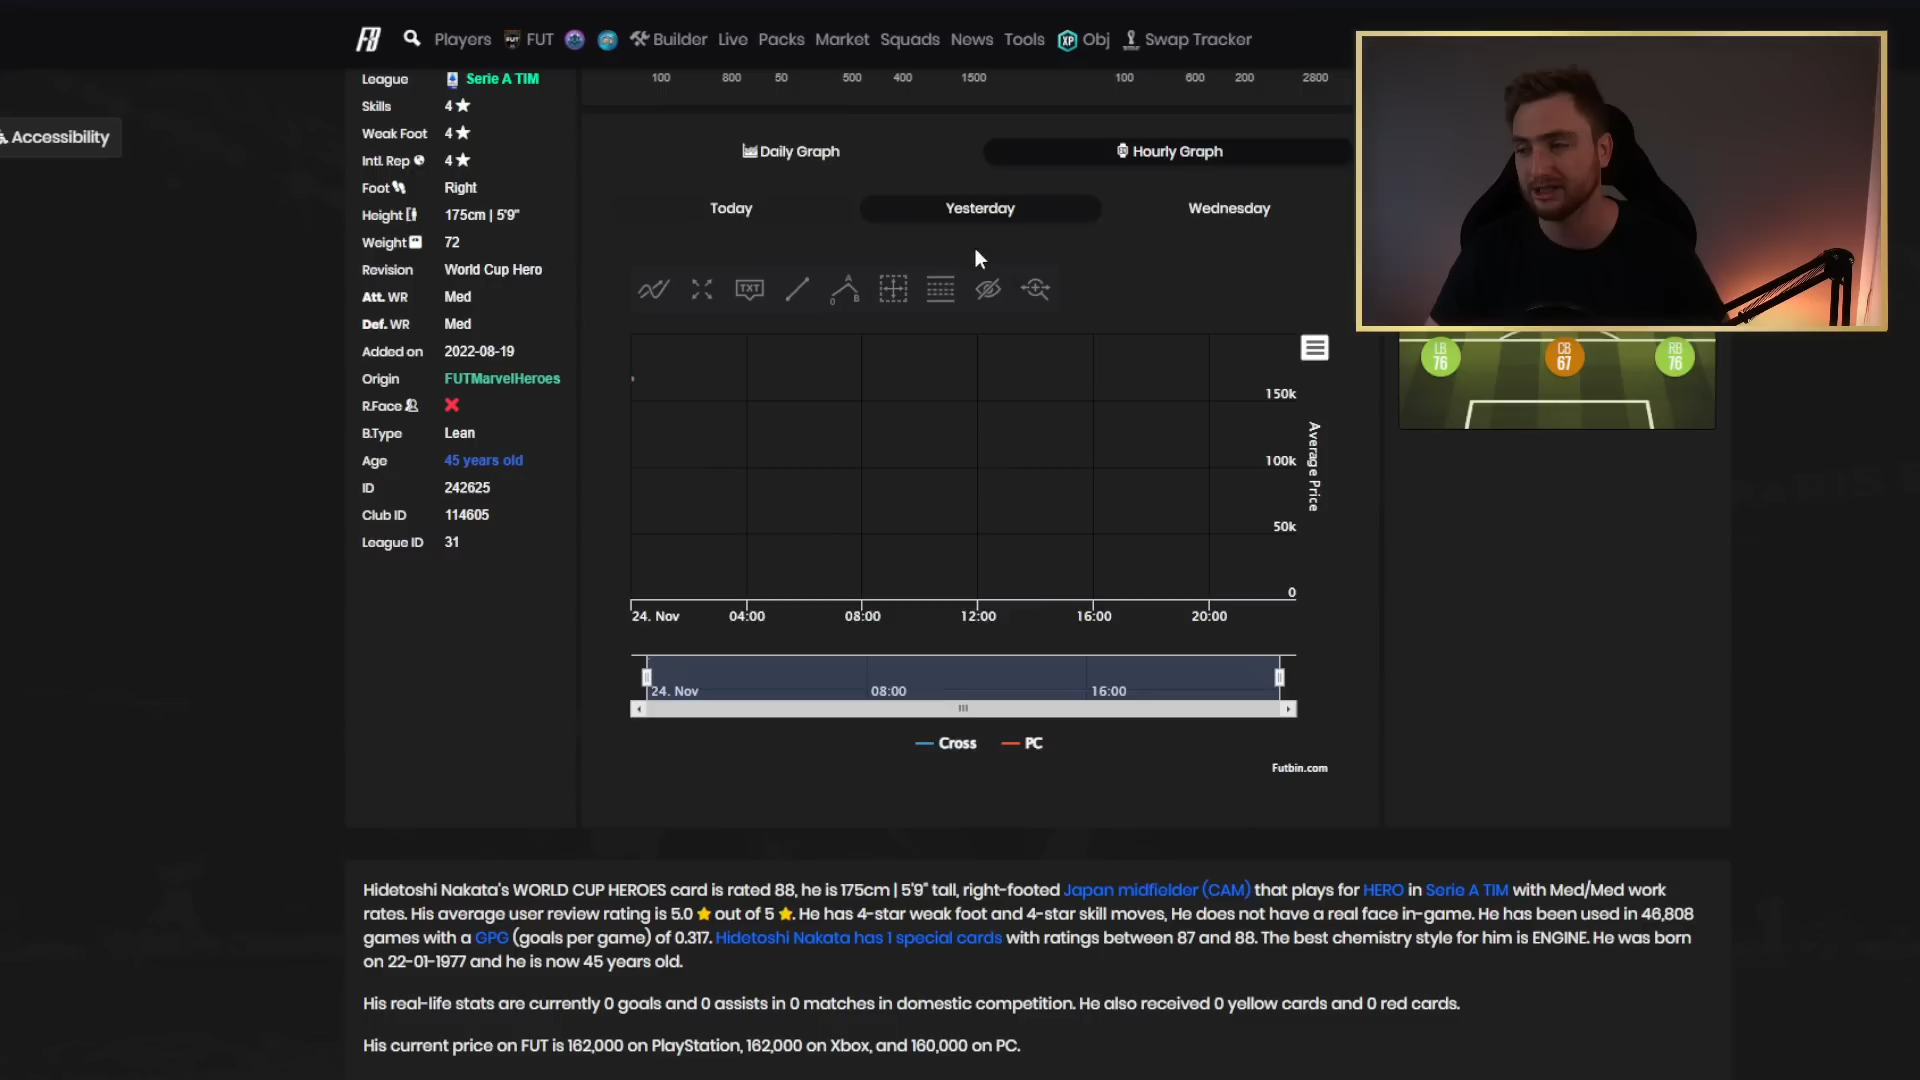 FB Players FUT Builder Live Packs Market Squads News Tools XP Obj Swap Tracker
League Serie A TIM
100 800 50 500 400 1500 100 600 200 2800
Skills 4
Accessibility
Weak Foot 4
Daily Graph Hourly Graph
Intl. Rep 4
Foot Right
Today Yesterday Wednesday
Height 175cm | 5'9"
Weight 72
Revision World Cup Hero
TXT
A
0 B
Att. WR Med
Def. WR Med
Added on 2022-08-19
LB 76 CB 67 RB 76
Origin FUTMarvelHeroes
150k
R.Face
B.Type Lean
Age 45 years old
100k
Average Price
ID 242625
Club ID 114605
50k
League ID 31
0
24. Nov 04:00 08:00 12:00 16:00 20:00
24. Nov 08:00 16:00
Cross PC
Futbin.com
Hidetoshi Nakata's WORLD CUP HEROES card is rated 88, he is 175cm | 5'9" tall, right-footed Japan midfielder (CAM) that plays for HERO in Serie A TIM with Med/Med work
rates. His average user review rating is 5.0 out of 5. He has 4-star weak foot and 4-star skill moves, He does not have a real face in-game. He has been used in 46,808
games with a GPG (goals per game) of 0.317. Hidetoshi Nakata has 1 special cards with ratings between 87 and 88. The best chemistry style for him is ENGINE. He was born
on 22-01-1977 and he is now 45 years old.
His real-life stats are currently 0 goals and 0 assists in 0 matches in domestic competition. He also received 0 yellow cards and 0 red cards.
His current price on FUT is 162,000 on PlayStation, 162,000 on Xbox, and 160,000 on PC.